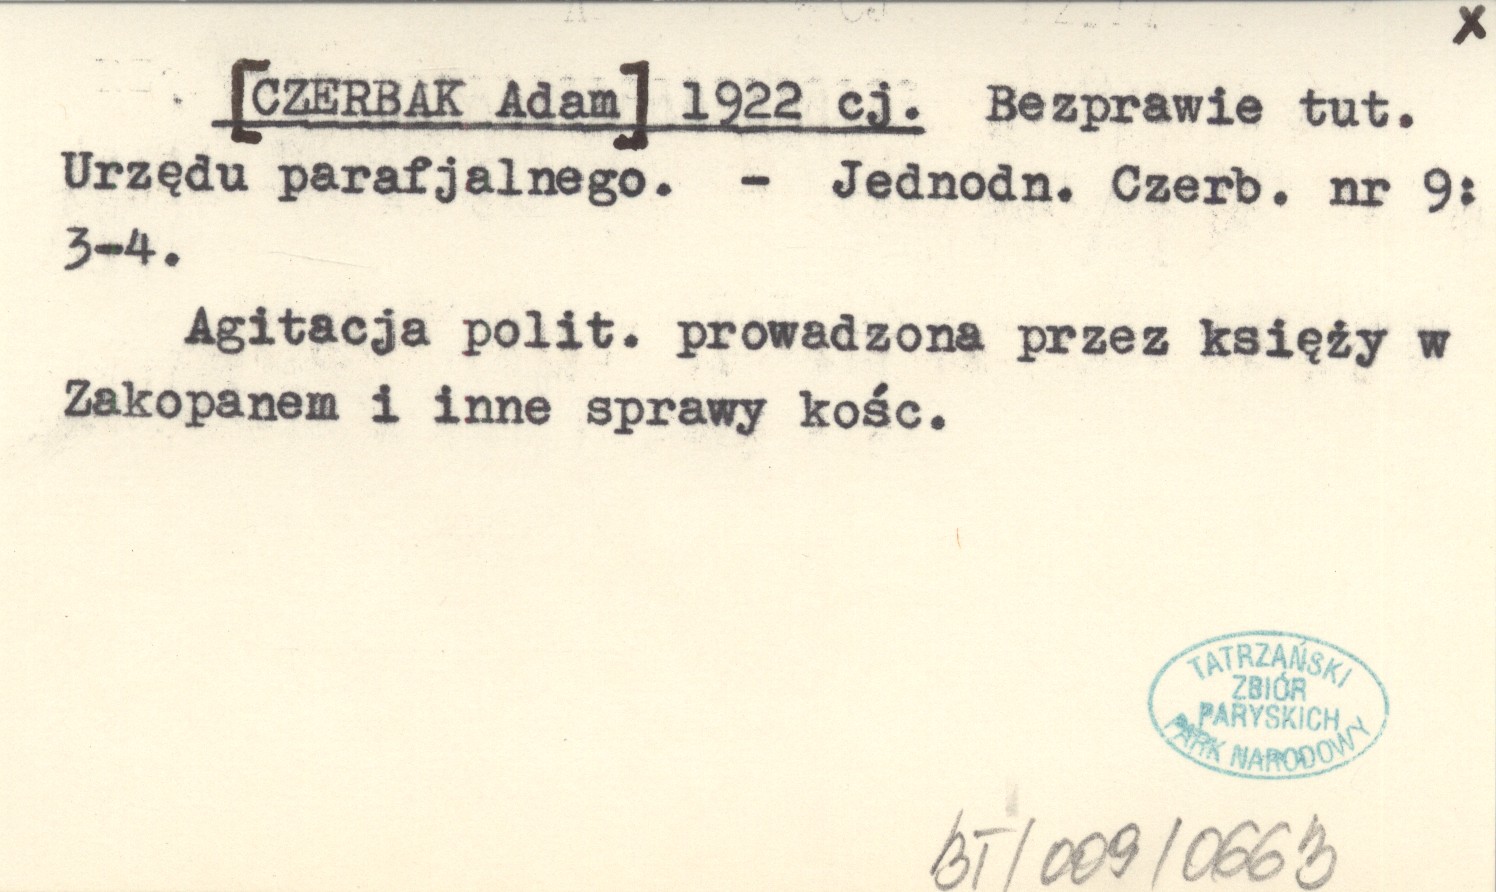 x
[CZERBAK Adam] 1922 cj. Bezprawie tut.
Urzędu parafjalnego. - Jednodn. Czerb. nr 9:
3-4.
Agitacja polit. prowadzona przez księży w
Zakopanem i inne sprawy kośc.
TATRZAŃSKI
ZBIÓR
PARYSKICH
PARK NARODOWY
BT/009/0663